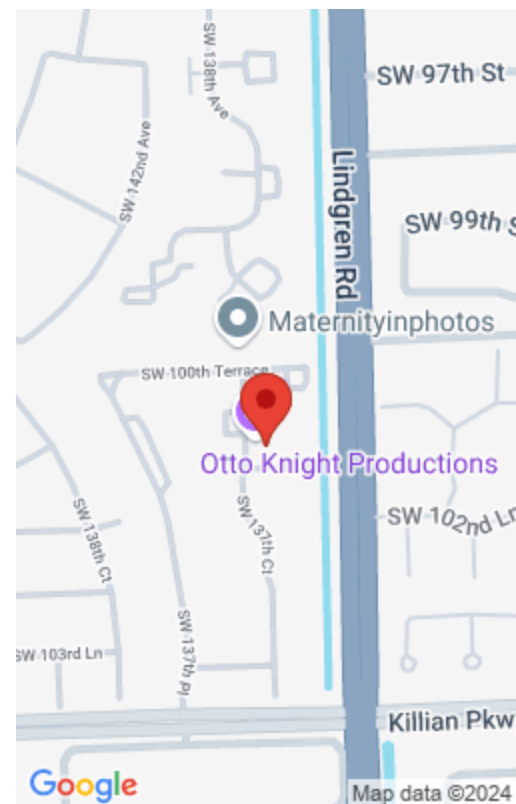 SW 97th St
SW 138th Ave
SW 142nd Ave
Lindgren Rd
SW 99th S
Maternityinphotos
SW 100th Terrace
Otto Knight Productions
SW 102nd Ln
SW 137th Ct
SW 138th Ct
SW 137th Pl
SW 103rd Ln
Killian Pkw
Google
Map data ©2024